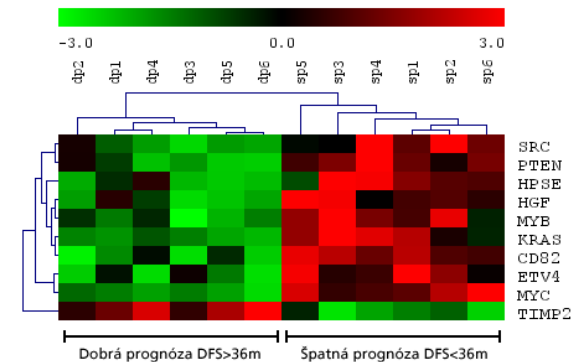 -3.0 0.0 3.0
dp2 dp1 dp4 dp3 dp5 dp6 sp5 sp3 sp4 sp1 sp2 sp6
SRC
PTEN
HPSE
HGF
MYB
KRAS
CD82
ETV4
MYC
TIMP2
Dobrá prognóza DFS>36m Špatná prognóza DFS<36m